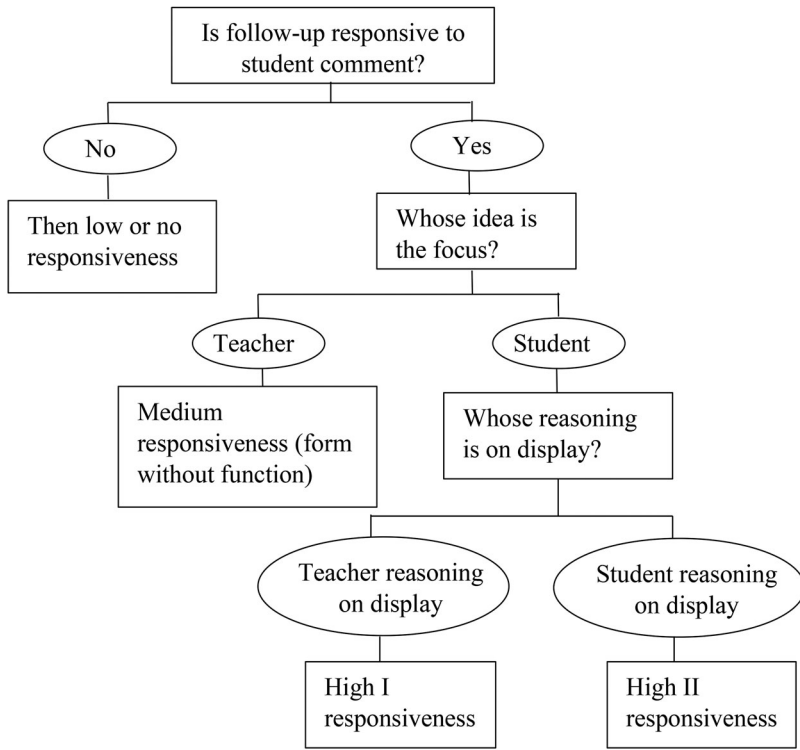 Is follow-up responsive to
student comment?
No
Yes
Then low or no
responsiveness
Whose idea is
the focus?
Teacher
Student
Medium
responsiveness (form
without function)
Whose reasoning
is on display?
Teacher reasoning
on display
Student reasoning
on display
High I
responsiveness
High II
responsiveness